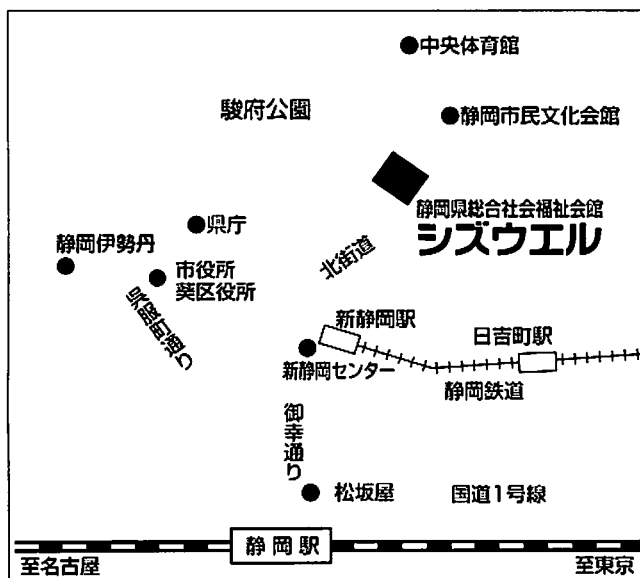 中央体育館
駿府公園
静岡市民文化会館
静岡県総合社会福祉会館
シズウエル
県庁
北街道
静岡伊勢丹
市役所
葵区役所
呉服町通り
新静岡駅
日吉町駅
新静岡センター
静岡鉄道
御幸通り
松坂屋
国道1号線
静岡駅
至名古屋
至東京